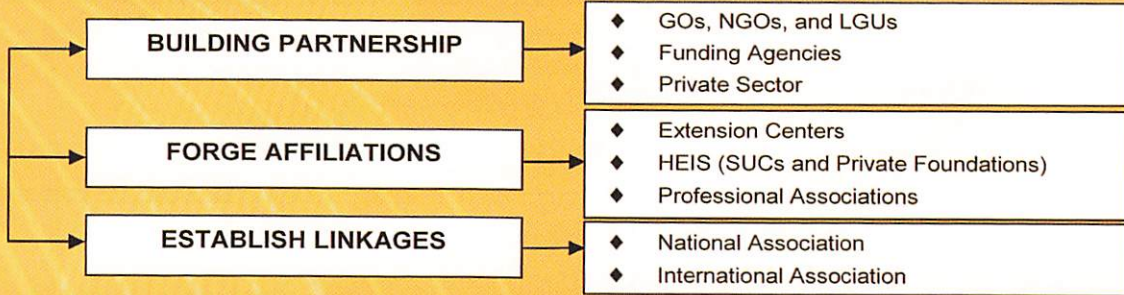 BUILDING PARTNERSHIP
◆ GOs, NGOs, and LGUs
◆ Funding Agencies
◆ Private Sector
FORGE AFFILIATIONS
◆ Extension Centers
◆ HEIS (SUCs and Private Foundations)
◆ Professional Associations
ESTABLISH LINKAGES
◆ National Association
◆ International Association